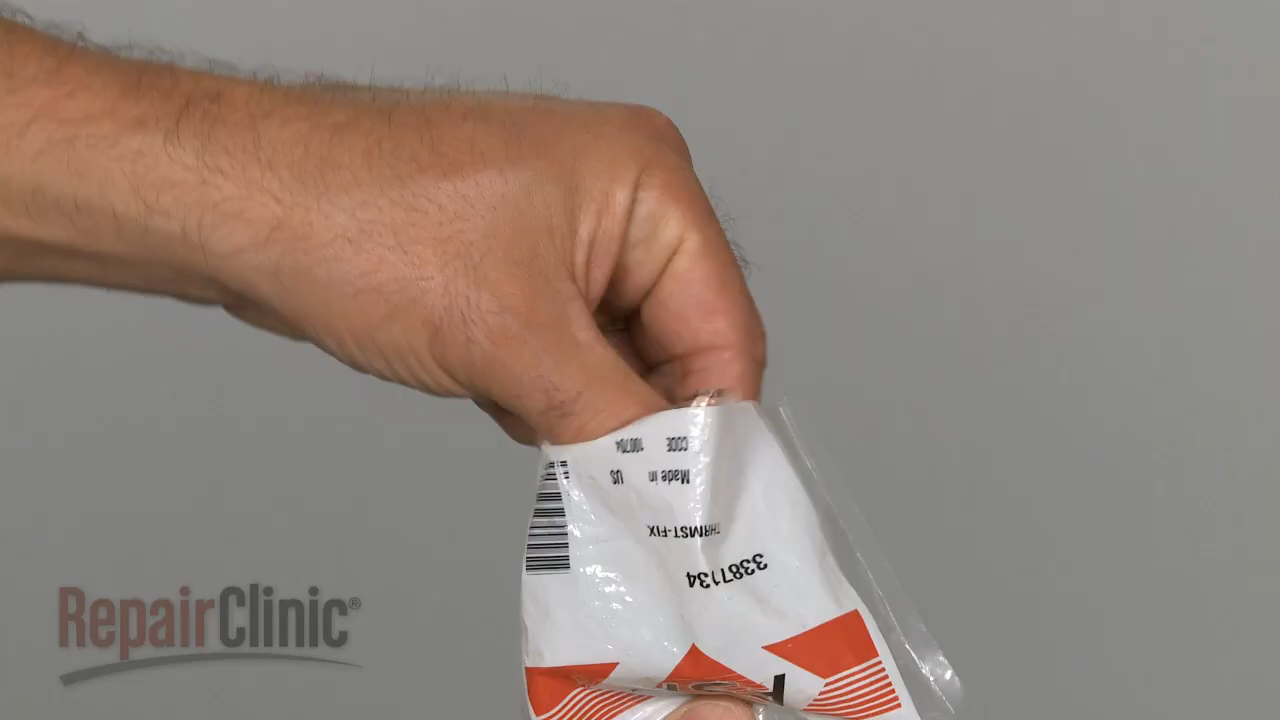 3387134
THRMST-FIX
Made in US
CODE 100704
RepairClinic®